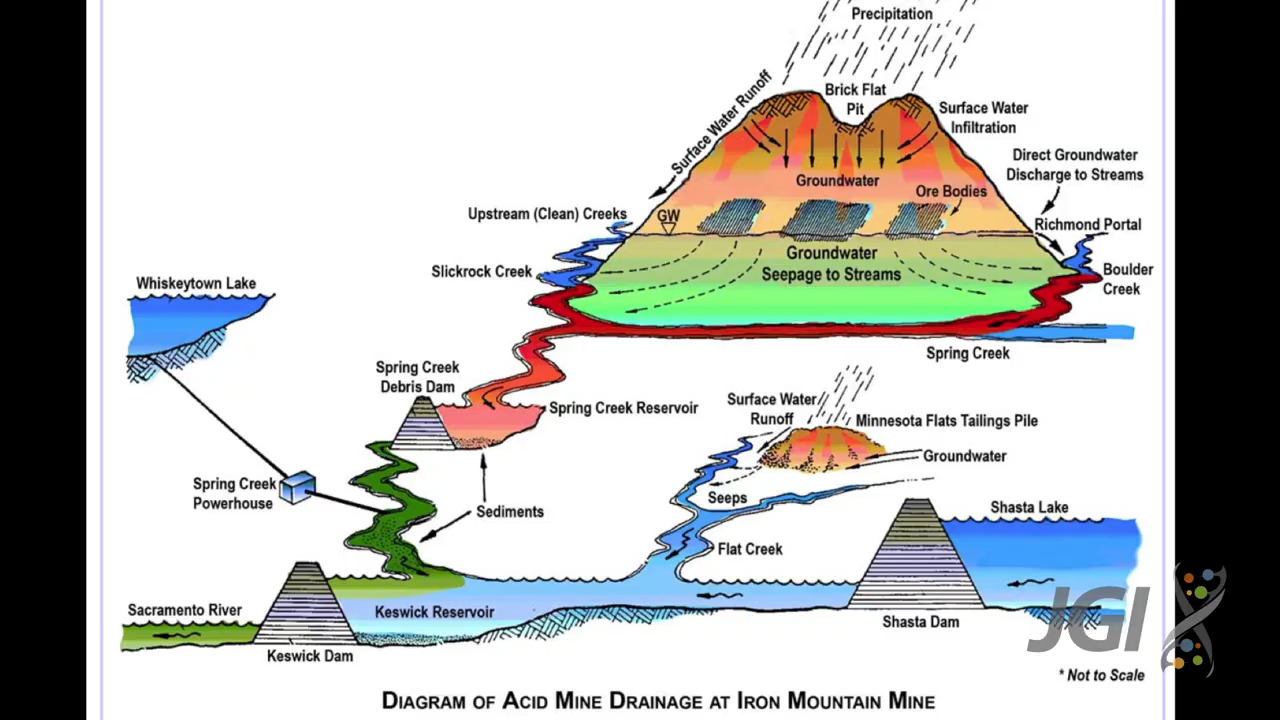 Precipitation
Surface Water Runoff
Brick Flat
Pit
Surface Water
Infiltration
Direct Groundwater
Discharge to Streams
Groundwater
Ore Bodies
Upstream (Clean) Creeks
GW
Richmond Portal
Groundwater
Seepage to Streams
Slickrock Creek
Boulder
Creek
Whiskeytown Lake
Spring Creek
Spring Creek
Debris Dam
Spring Creek Reservoir
Surface Water
Runoff
Minnesota Flats Tailings Pile
Groundwater
Spring Creek
Powerhouse
Seeps
Sediments
Shasta Lake
Flat Creek
Sacramento River
Keswick Reservoir
Shasta Dam
Keswick Dam
JGI
* Not to Scale
DIAGRAM OF ACID MINE DRAINAGE AT IRON MOUNTAIN MINE